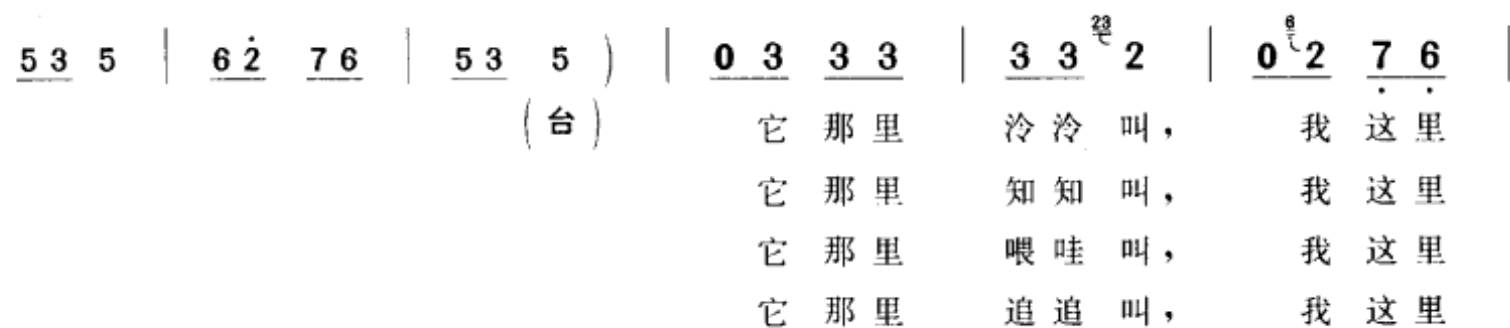 5 3 5 | 6 2̇ 7 6 | 5 3 5 ) | 0 3 3 3 | 3 3 ²³2 | 0 ⁶2 7̣ 6̣ |
(台) 它 那 里 泠 泠 叫， 我 这 里
它 那 里 知 知 叫， 我 这 里
它 那 里 喂 哇 叫， 我 这 里
它 那 里 追 追 叫， 我 这 里